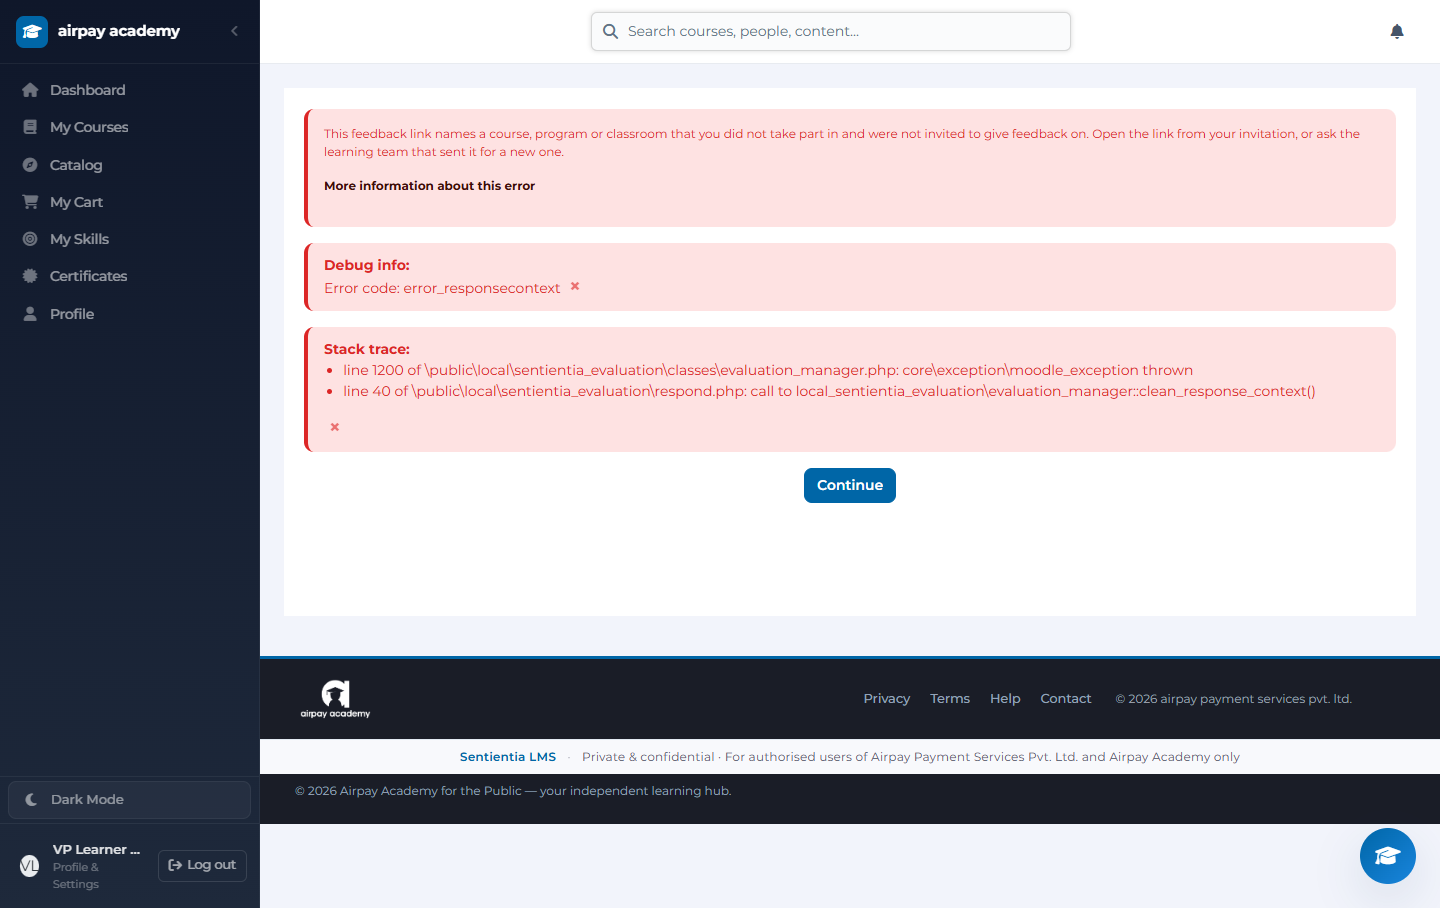 airpay academy
Search courses, people, content...
Dashboard
My Courses
Catalog
My Cart
My Skills
Certificates
Profile
This feedback link names a course, program or classroom that you did not take part in and were not invited to give feedback on. Open the link from your invitation, or ask the
learning team that sent it for a new one.
More information about this error
Debug info:
Error code: error_responsecontext
Stack trace:
line 1200 of \public\local\sentientia_evaluation\classes\evaluation_manager.php: core\exception\moodle_exception thrown
line 40 of \public\local\sentientia_evaluation\respond.php: call to local_sentientia_evaluation\evaluation_manager::clean_response_context()
Continue
airpay academy
Privacy Terms Help Contact © 2026 airpay payment services pvt. ltd.
Sentientia LMS · Private & confidential · For authorised users of Airpay Payment Services Pvt. Ltd. and Airpay Academy only
© 2026 Airpay Academy for the Public — your independent learning hub.
Dark Mode
VL
VP Learner ...
Profile &
Settings
Log out